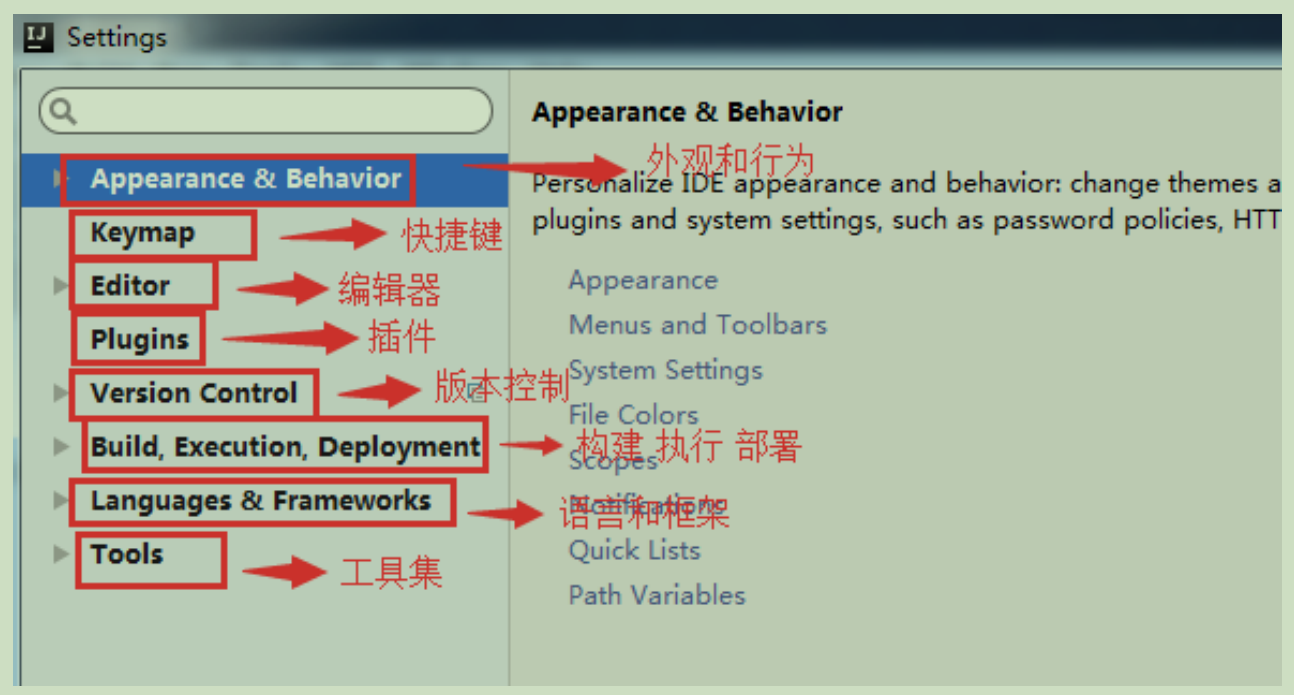 IJ
Settings
Appearance & Behavior
Keymap
Editor
Plugins
Version Control
Build, Execution, Deployment
Languages & Frameworks
Tools
快捷键
编辑器
插件
版本控制
构建 执行 部署
语言和框架
工具集
Appearance & Behavior
外观和行为
Personalize IDE appearance and behavior: change themes a
plugins and system settings, such as password policies, HTT
Appearance
Menus and Toolbars
System Settings
File Colors
Scopes
Notifications
Quick Lists
Path Variables